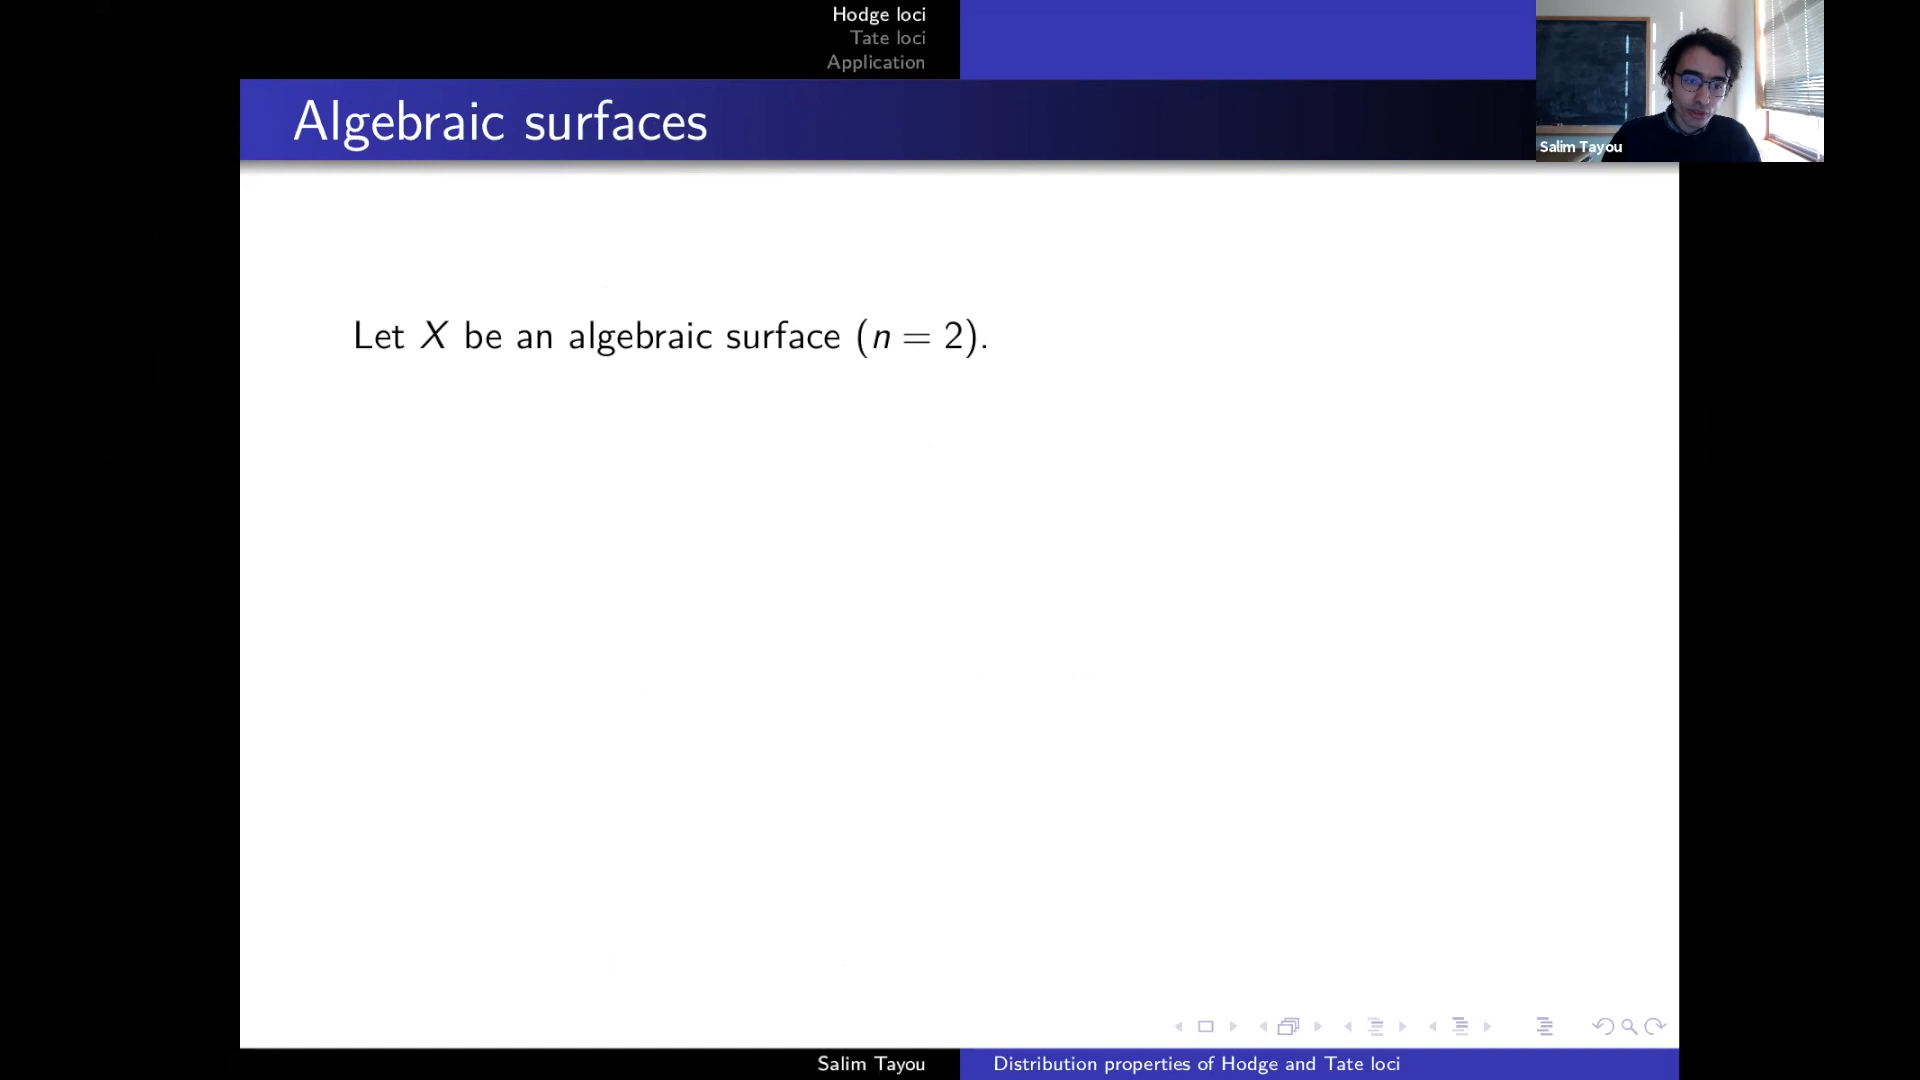 Hodge loci
Tate loci
Application
Algebraic surfaces
Salim Tayou
Let X be an algebraic surface (n = 2).
Salim Tayou
Distribution properties of Hodge and Tate loci